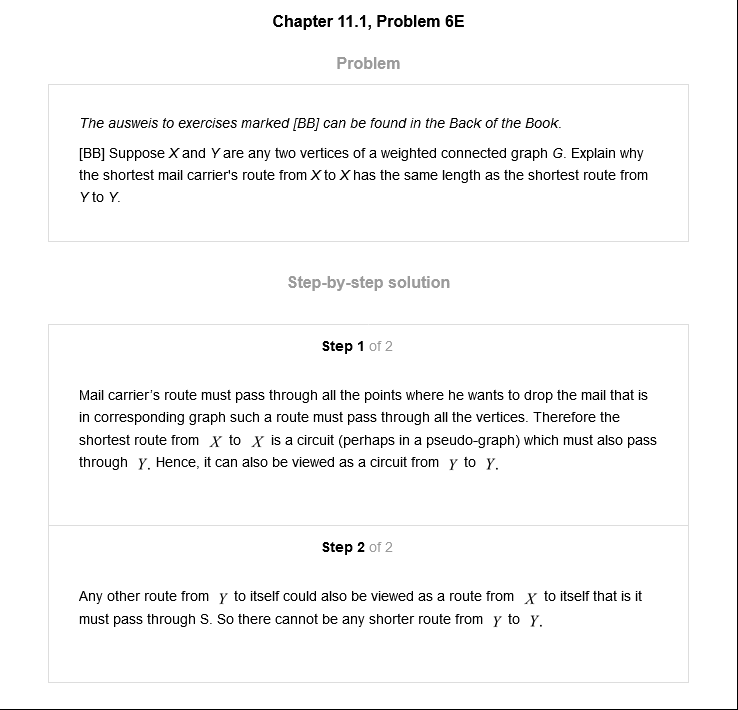 Chapter 11.1, Problem 6E
Problem
The ausweis to exercises marked [BB] can be found in the Back of the Book.
[BB] Suppose X and Y are any two vertices of a weighted connected graph G. Explain why
the shortest mail carrier's route from X to X has the same length as the shortest route from
Y to Y.
Step-by-step solution
Step 1 of 2
Mail carrier's route must pass through all the points where he wants to drop the mail that is
in corresponding graph such a route must pass through all the vertices. Therefore the
shortest route from X to X is a circuit (perhaps in a pseudo-graph) which must also pass
through Y. Hence, it can also be viewed as a circuit from Y to Y.
Step 2 of 2
Any other route from Y to itself could also be viewed as a route from X to itself that is it
must pass through S. So there cannot be any shorter route from Y to Y.